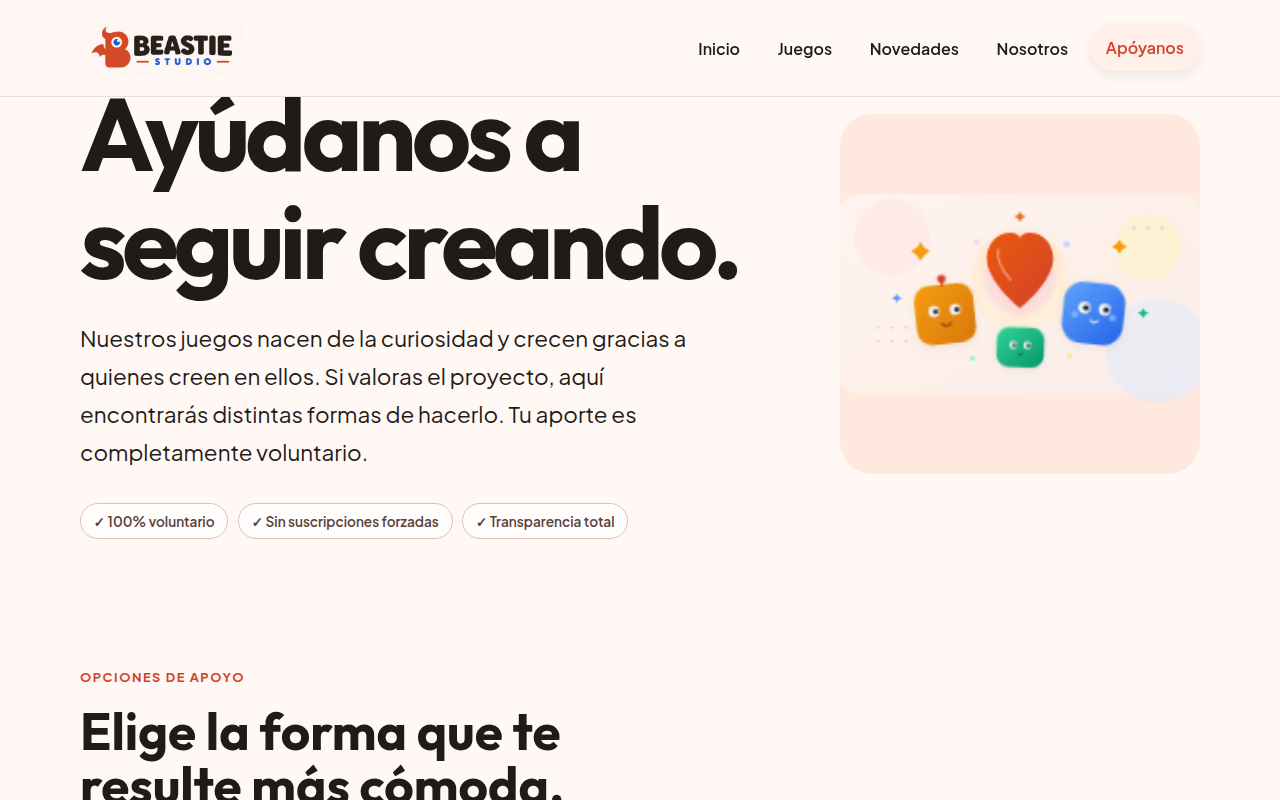 BEASTIE
STUDIO
Inicio Juegos Novedades Nosotros Apóyanos
Ayúdanos a
seguir creando.
Nuestros juegos nacen de la curiosidad y crecen gracias a
quienes creen en ellos. Si valoras el proyecto, aquí
encontrarás distintas formas de hacerlo. Tu aporte es
completamente voluntario.
✓ 100% voluntario ✓ Sin suscripciones forzadas ✓ Transparencia total
OPCIONES DE APOYO
Elige la forma que te
resulte más cómoda.